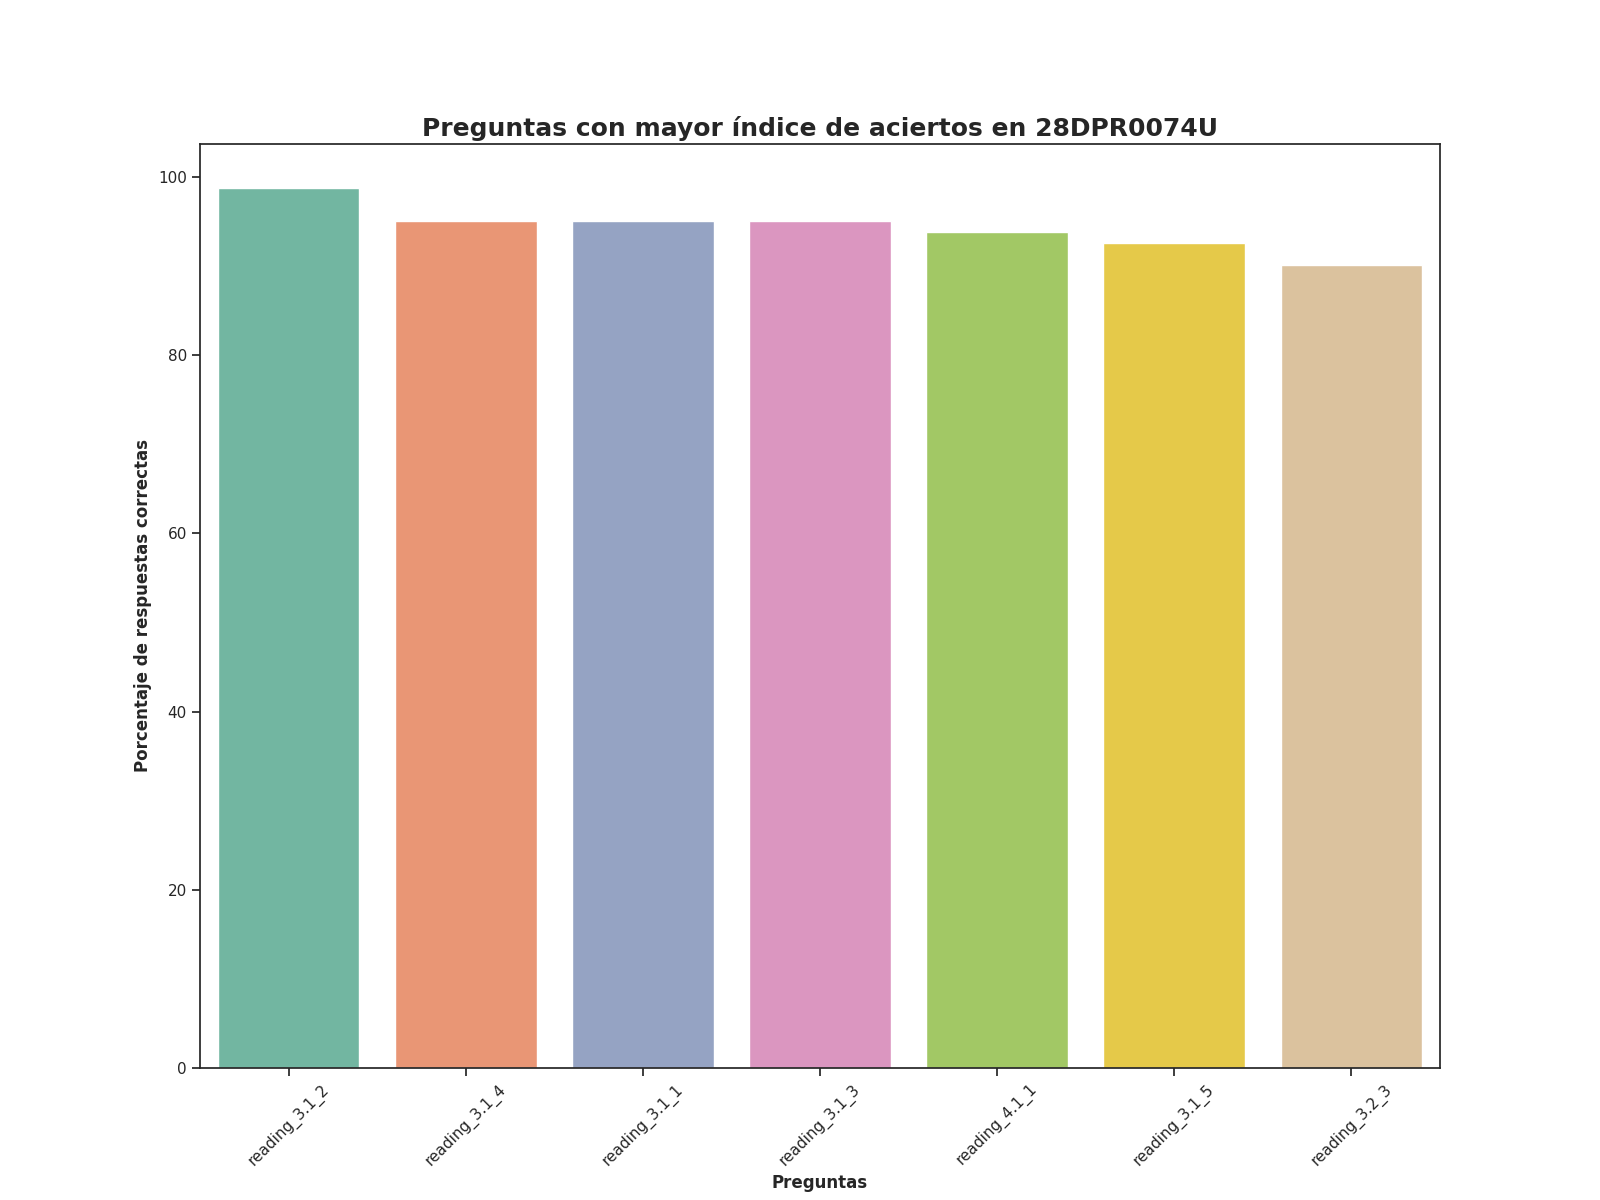 Preguntas con mayor índice de aciertos en 28DPR0074U
Porcentaje de respuestas correctas
100
80
60
40
20
0
reading_3.1_2
reading_3.1_4
reading_3.1_1
reading_3.1_3
reading_4.1_1
reading_3.1_5
reading_3.2_3
Preguntas